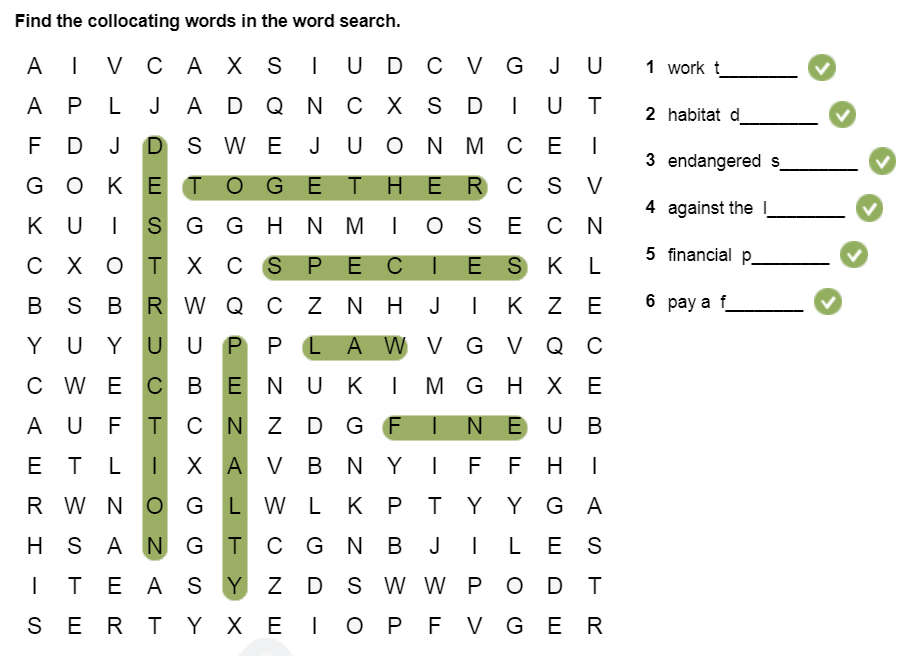 Find the collocating words in the word search.
A I V C A X S I U D C V G J U
A P L J A D Q N C X S D I U T
F D J D S W E J U O N M C E I
G O K E T O G E T H E R C S V
K U I S G G H N M I O S E C N
C X O T X C S P E C I E S K L
B S B R W Q C Z N H J I K Z E
Y U Y U U P P L A W V G V Q C
C W E C B E N U K I M G H X E
A U F T C N Z D G F I N E U B
E T L I X A V B N Y I F F H I
R W N O G L W L K P T Y Y G A
H S A N G T C G N B J I L E S
I T E A S Y Z D S W W P O D T
S E R T Y X E I O P F V G E R
1 work t________
2 habitat d________
3 endangered s________
4 against the l________
5 financial p________
6 pay a f________